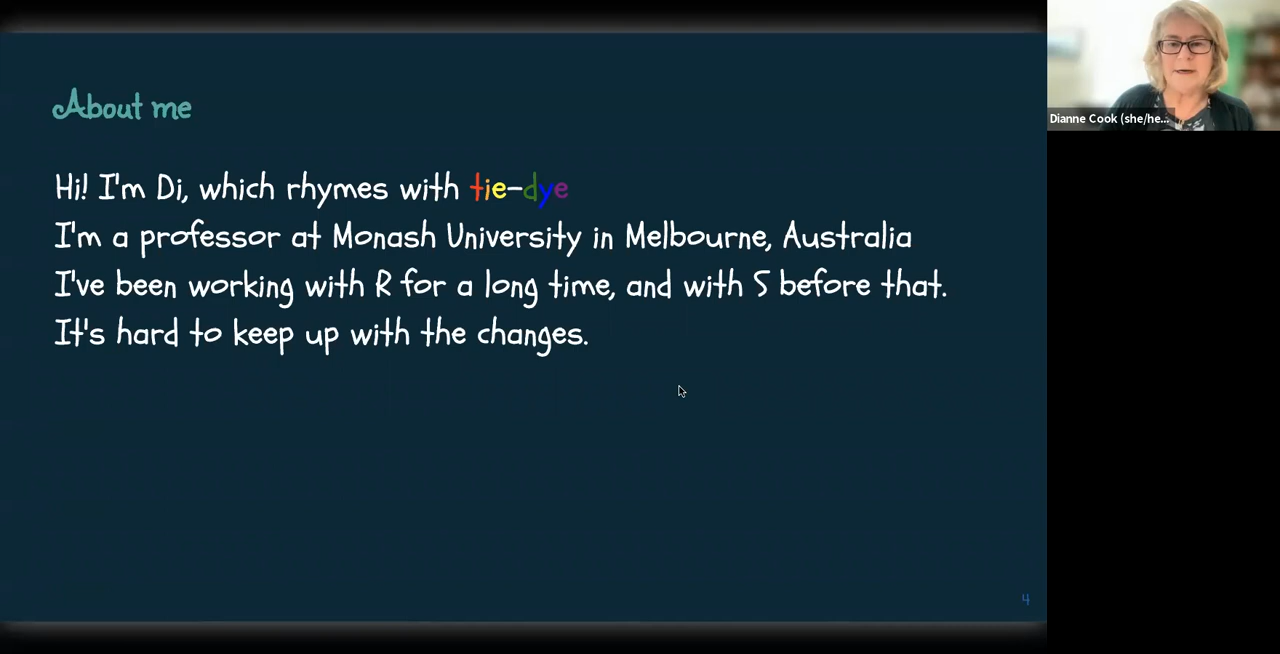 About me
Hi! I'm Di, which rhymes with tie-dye
I'm a professor at Monash University in Melbourne, Australia
I've been working with R for a long time, and with S before that.
It's hard to keep up with the changes.
4
Dianne Cook (she/he...